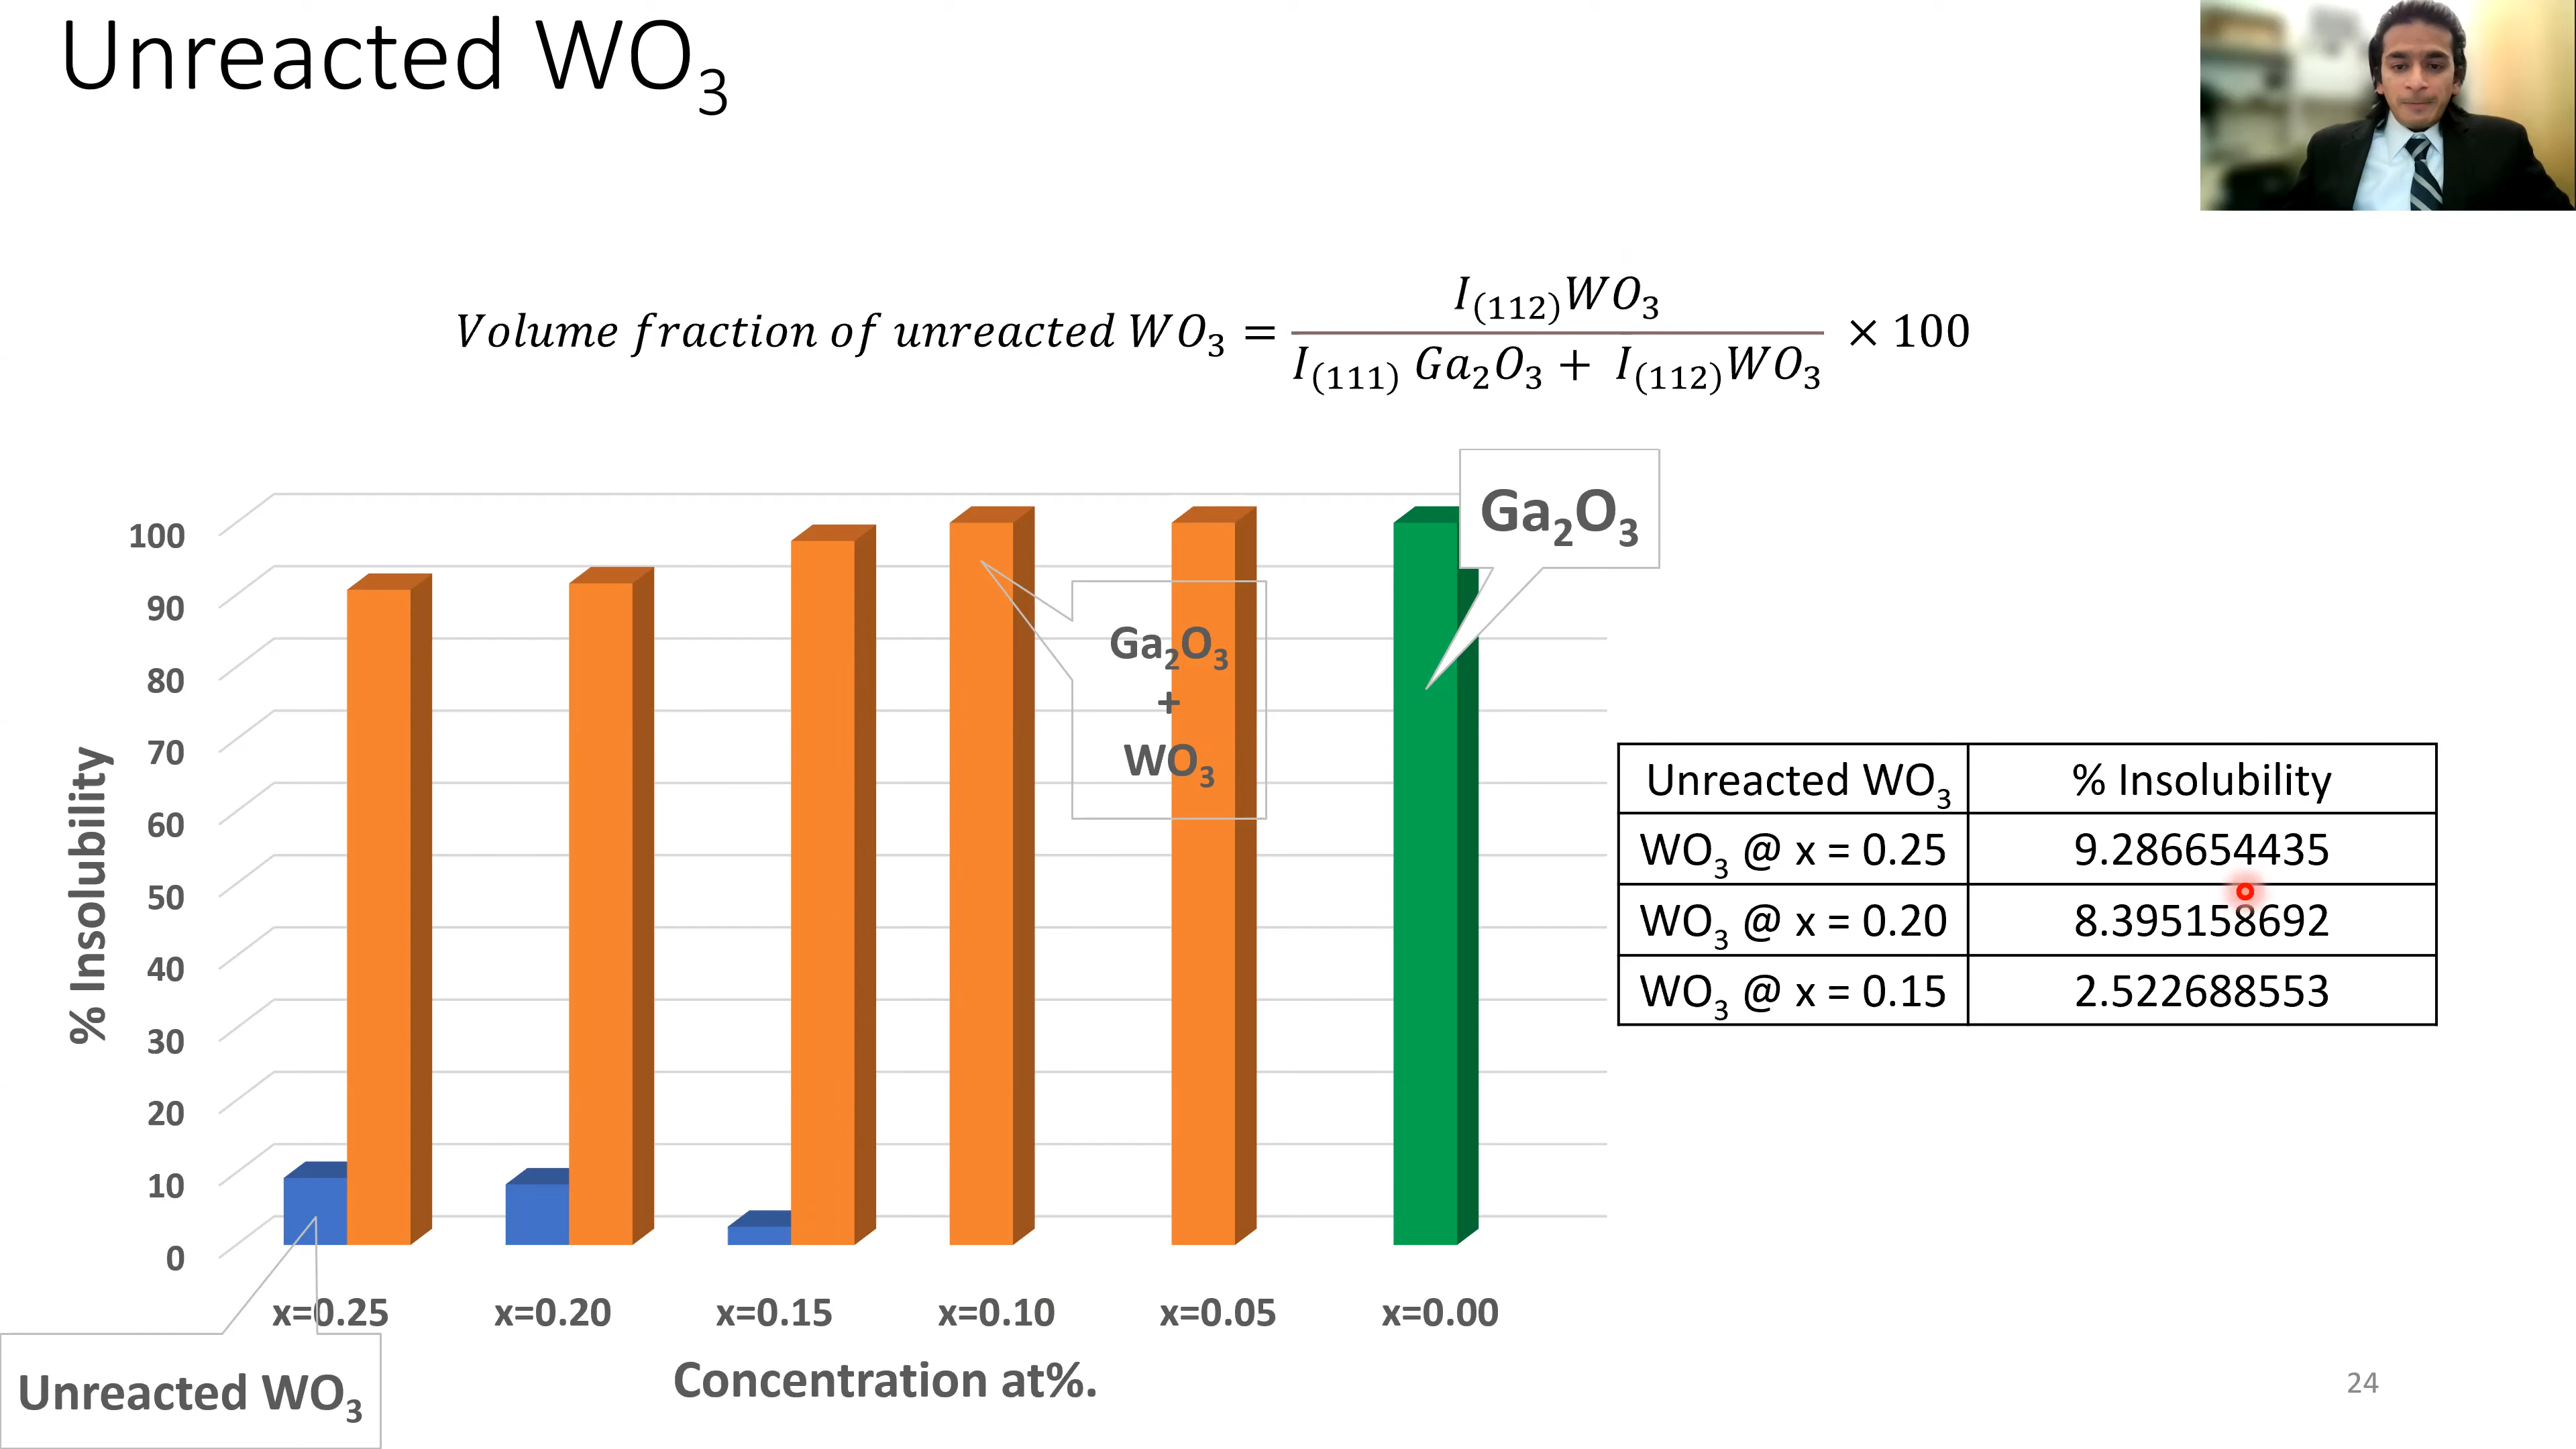 Unreacted WO₃
Volume fraction of unreacted WO₃ = I₍₁₁₂₎WO₃ / I₍₁₁₁₎ Ga₂O₃ + I₍₁₁₂₎WO₃ × 100
% Insolubility
100
90
80
70
60
50
40
30
20
10
0
Ga₂O₃
Ga₂O₃
+
WO₃
x=0.25 x=0.20 x=0.15 x=0.10 x=0.05 x=0.00
Concentration at%.
Unreacted WO₃
Unreacted WO₃ % Insolubility
WO₃ @ x = 0.25 9.286654435
WO₃ @ x = 0.20 8.395158692
WO₃ @ x = 0.15 2.522688553
24